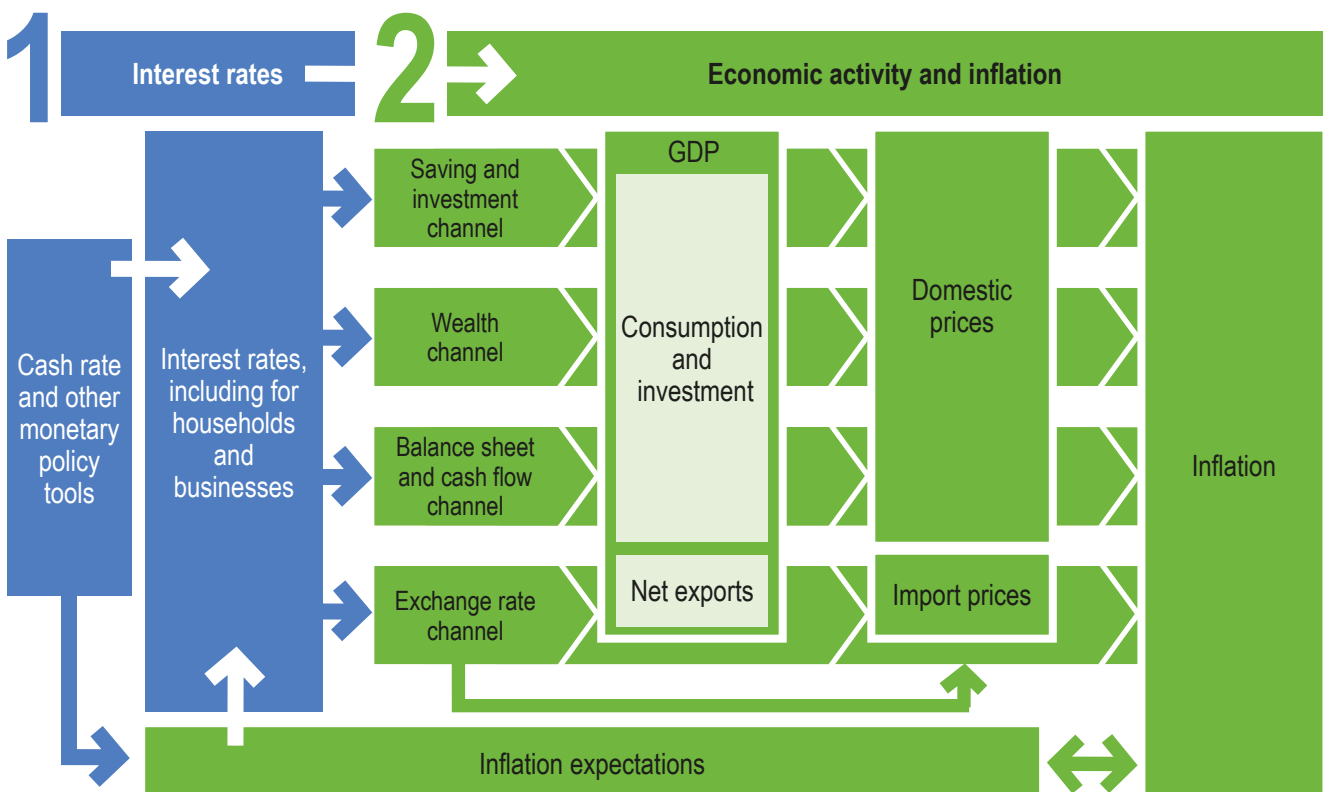 1
Interest rates
2
Economic activity and inflation
Cash rate
and other
monetary
policy
tools
Interest rates,
including for
households
and
businesses
Saving and
investment
channel
Wealth
channel
Balance sheet
and cash flow
channel
Exchange rate
channel
GDP
Consumption
and
investment
Net exports
Domestic
prices
Import prices
Inflation
Inflation expectations